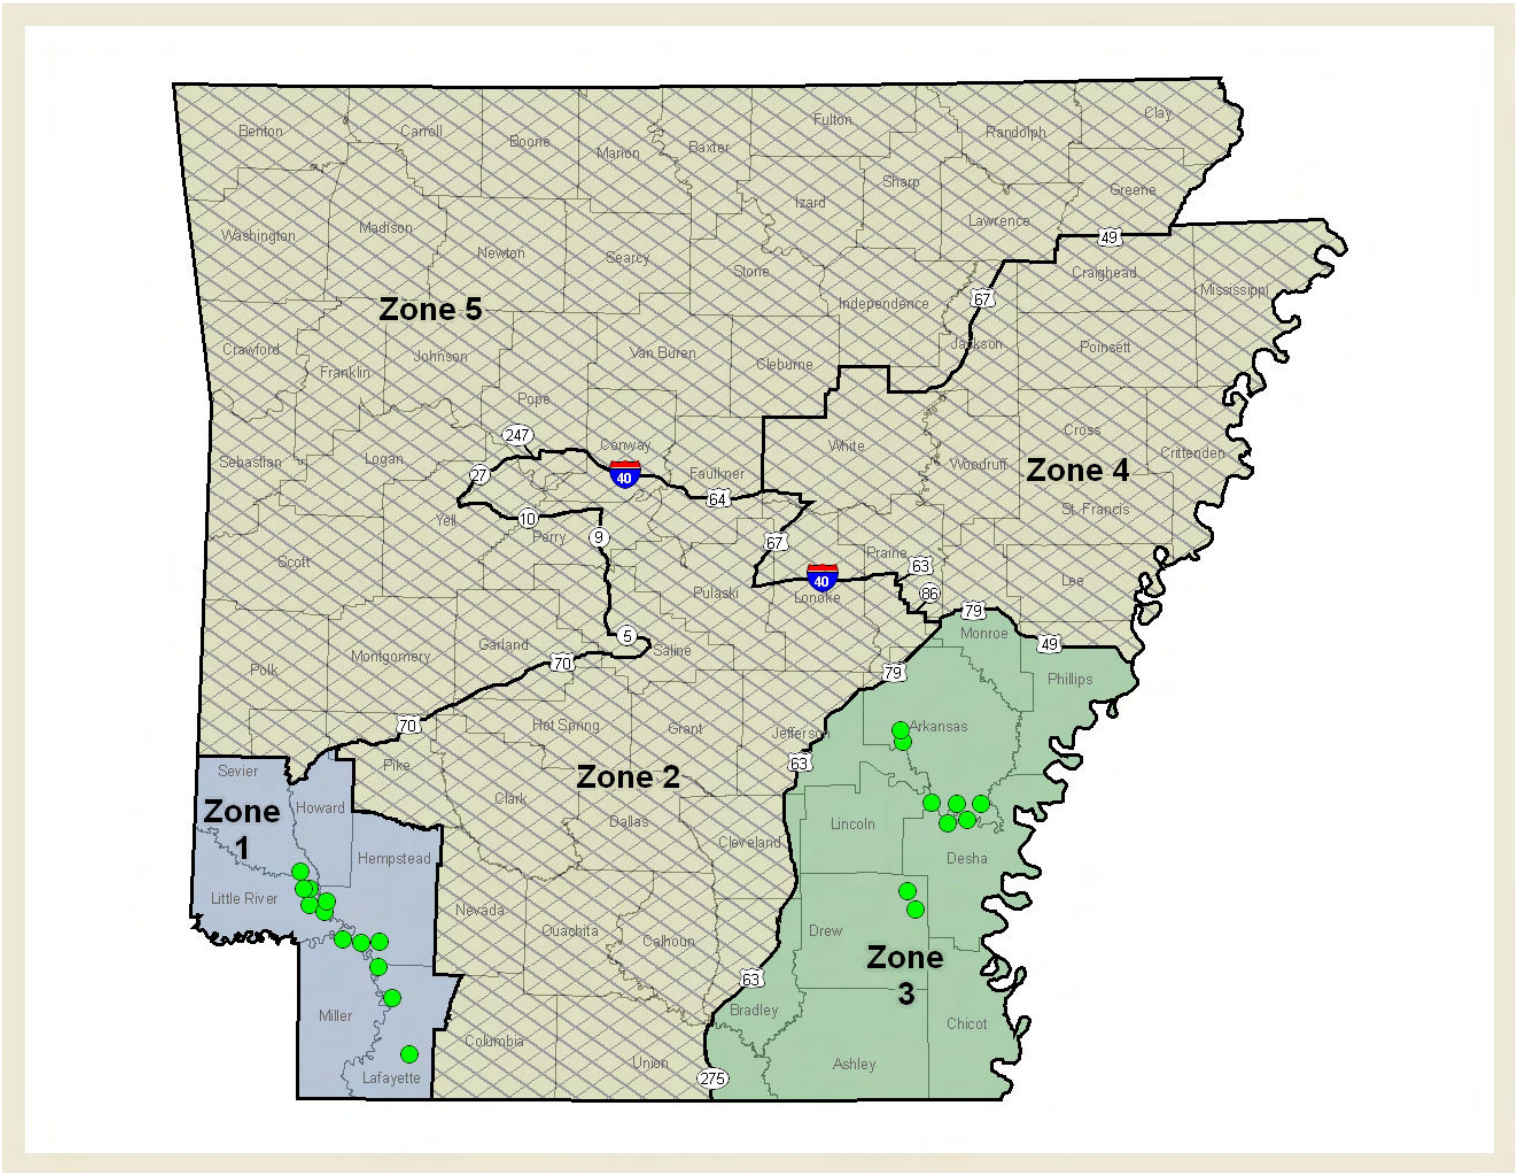 Benton
Carroll
Boone
Marion
Baxter
Fulton
Randolph
Clay
Sharp
Greene
Izard
Lawrence
Washington
Madison
Newton
Searcy
Stone
49
Craighead
Mississippi
Independence
67
Zone 5
Crawford
Franklin
Johnson
Van Buren
Cleburne
Jackson
Poinsett
Pope
247
Conway
White
Cross
Crittenden
Sebastian
Logan
27
40
Faulkner
64
Woodruff
Zone 4
Yell
10
Perry
9
St. Francis
67
Prairie
63
Scott
40
Lonoke
86
Lee
Pulaski
79
Monroe
49
Polk
Montgomery
Garland
5
Saline
70
79
Phillips
70
Hot Spring
Grant
Jefferson
Arkansas
63
Sevier
Pike
Zone 2
Zone
1
Howard
Clark
Dallas
Lincoln
Cleveland
Hempstead
Desha
Little River
Nevada
Ouachita
Calhoun
Drew
Zone
3
63
Miller
Bradley
Chicot
Columbia
Union
Ashley
Lafayette
275